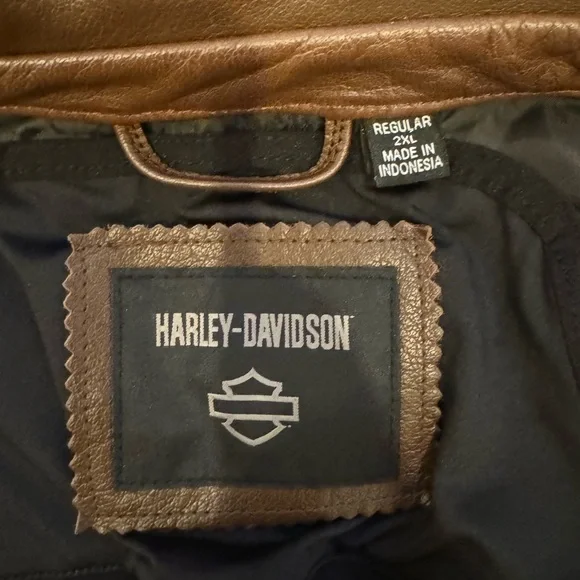 REGULAR
2XL
MADE IN
INDONESIA
HARLEY-DAVIDSON